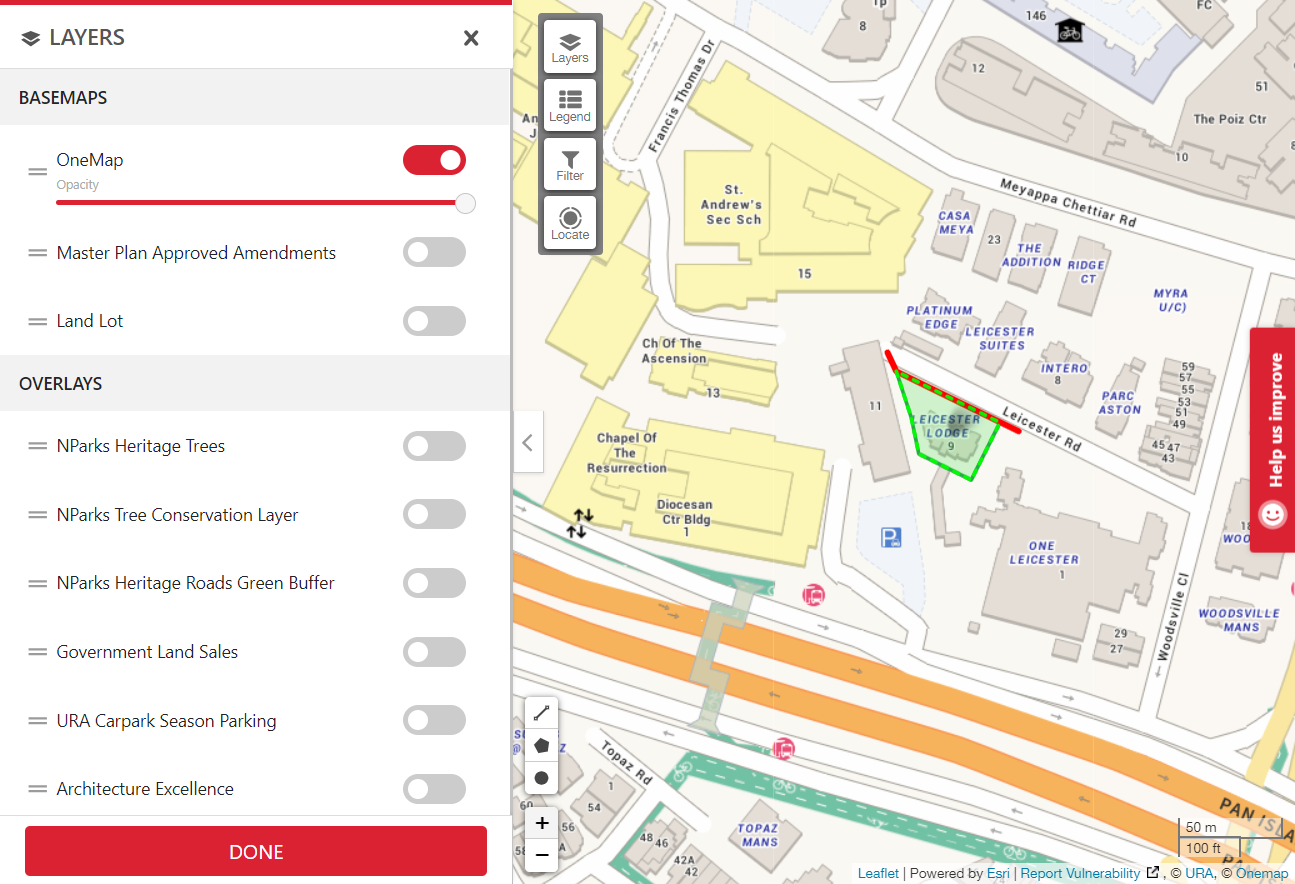 LAYERS
BASEMAPS
OneMap
Opacity
Master Plan Approved Amendments
Land Lot
OVERLAYS
NParks Heritage Trees
NParks Tree Conservation Layer
NParks Heritage Roads Green Buffer
Government Land Sales
URA Carpark Season Parking
Architecture Excellence
DONE
Layers
Legend
Filter
Locate
Francis Thomas Dr
8
146
FC
12
51
The Poiz Ctr
10
Meyappa Chettiar Rd
St.
Andrew's
Sec Sch
15
CASA
MEYA
23
THE
ADDITION
RIDGE
CT
MYRA
U/C)
PLATINUM
EDGE
LEICESTER
SUITES
INTERO
8
PARC
ASTON
59
57
55
53
51
49
45 47
43
Ch Of The
Ascension
13
11
LEICESTER
LODGE
9
Leicester Rd
Chapel Of
The
Resurrection
Diocesan
Ctr Bldg
1
P
ONE
LEICESTER
1
Woodsville Cl
WOODSVILLE
MANS
29
27
Help us improve
Topaz Rd
1
54
60
56
58
48 46
42A
42
TOPAZ
MANS
PAN ISLA
+
−
50 m
100 ft
Leaflet | Powered by Esri | Report Vulnerability , © URA, © Onemap